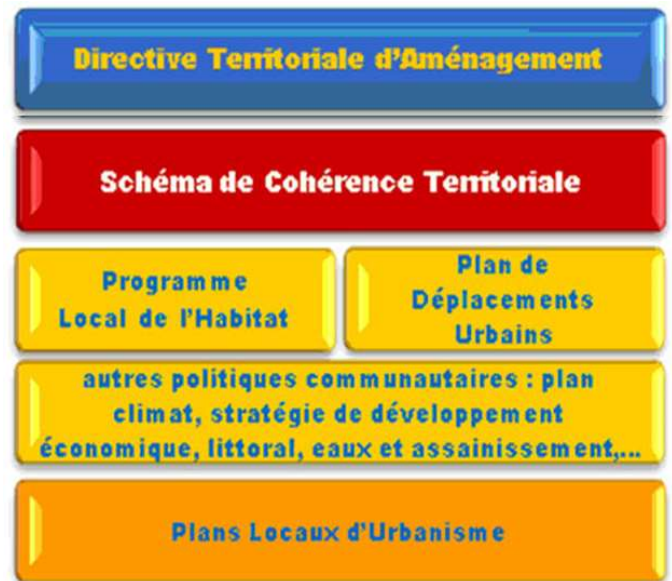 Directive Territoriale d'Aménagement
Schéma de Cohérence Territoriale
Programme
Local de l'Habitat
Plan de
Déplacements
Urbains
autres politiques communautaires : plan
climat, stratégie de développement
économique, littoral, eaux et assainissement,...
Plans Locaux d'Urbanisme